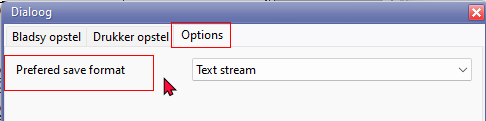 Dialoog
Bladsy opstel Drukker opstel Options
Prefered save format Text stream